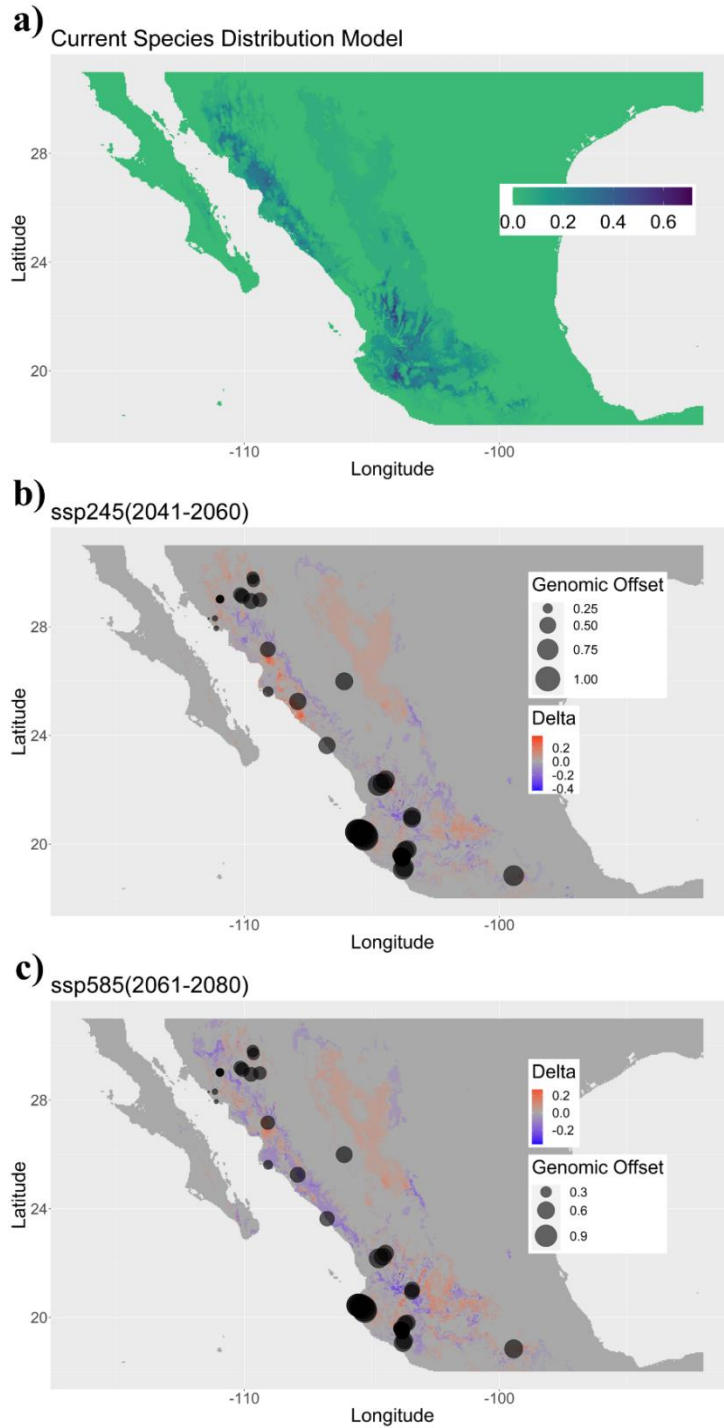 a)
Current Species Distribution Model
28
24
20
Latitude
0.0 0.2 0.4 0.6
-110 -100
Longitude
b)
ssp245(2041-2060)
28
24
20
Latitude
Genomic Offset
0.25
0.50
0.75
1.00
Delta
0.2
0.0
-0.2
-0.4
-110 -100
Longitude
c)
ssp585(2061-2080)
28
24
20
Latitude
Delta
0.2
0.0
-0.2
Genomic Offset
0.3
0.6
0.9
-110 -100
Longitude